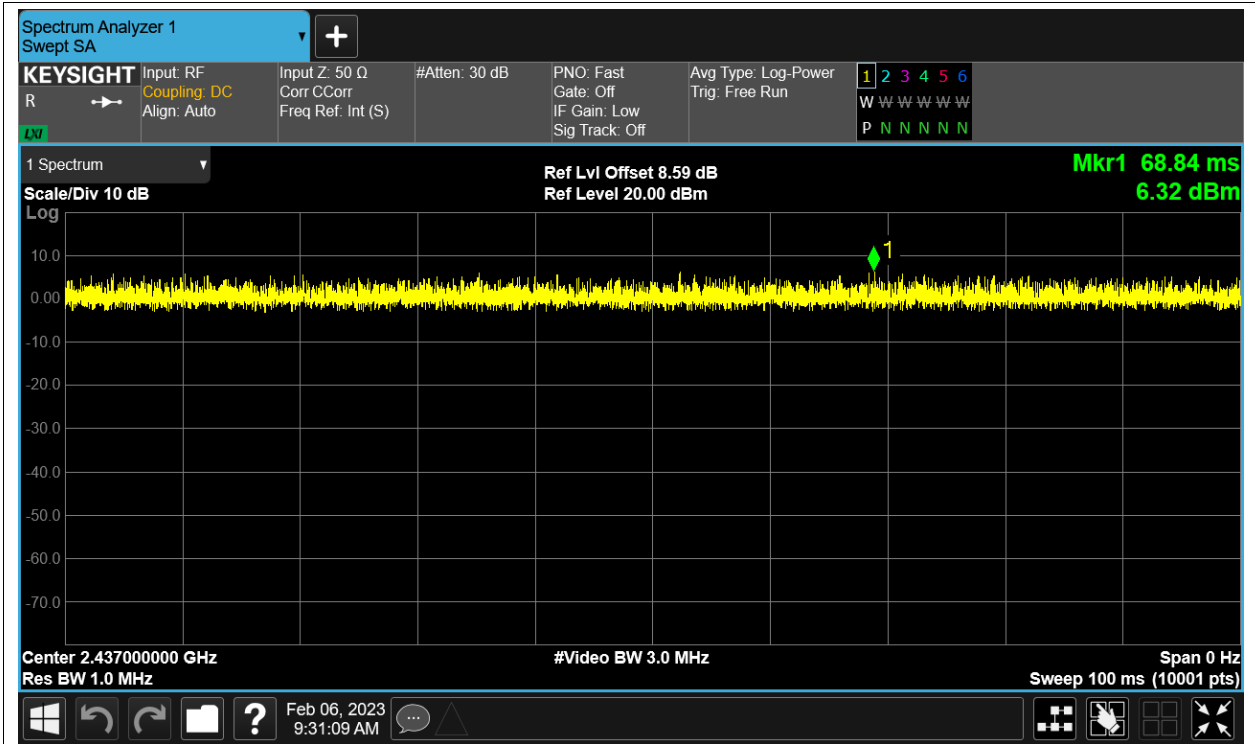 Spectrum Analyzer 1
Swept SA
+
KEYSIGHT
R
LXI
Input: RF
Coupling: DC
Align: Auto
Input Z: 50 Ω
Corr CCorr
Freq Ref: Int (S)
#Atten: 30 dB
PNO: Fast
Gate: Off
IF Gain: Low
Sig Track: Off
Avg Type: Log-Power
Trig: Free Run
1 2 3 4 5 6
W W W W W W
P N N N N N
1 Spectrum
Scale/Div 10 dB
Log
Ref Lvl Offset 8.59 dB
Ref Level 20.00 dBm
Mkr1 68.84 ms
6.32 dBm
1
10.0
0.00
-10.0
-20.0
-30.0
-40.0
-50.0
-60.0
-70.0
Center 2.437000000 GHz
#Video BW 3.0 MHz
Span 0 Hz
Res BW 1.0 MHz
Sweep 100 ms (10001 pts)
?
Feb 06, 2023
9:31:09 AM